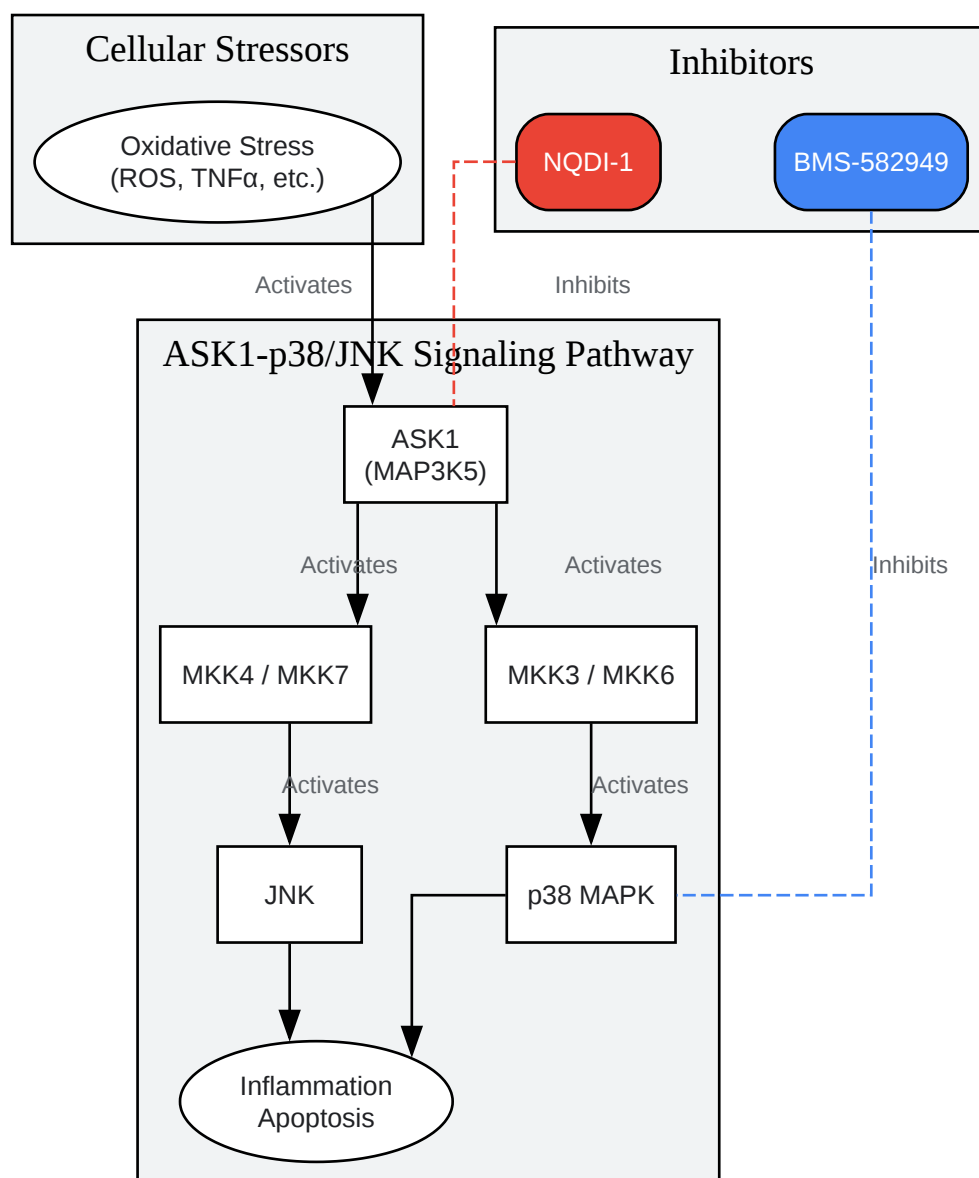 Cellular Stressors
Oxidative Stress
(ROS, TNFα, etc.)
Inhibitors
NQDI-1
BMS-582949
Activates
Inhibits
ASK1-p38/JNK Signaling Pathway
ASK1
(MAP3K5)
Activates
Activates
Inhibits
MKK4 / MKK7
MKK3 / MKK6
Activates
Activates
JNK
p38 MAPK
Inflammation
Apoptosis